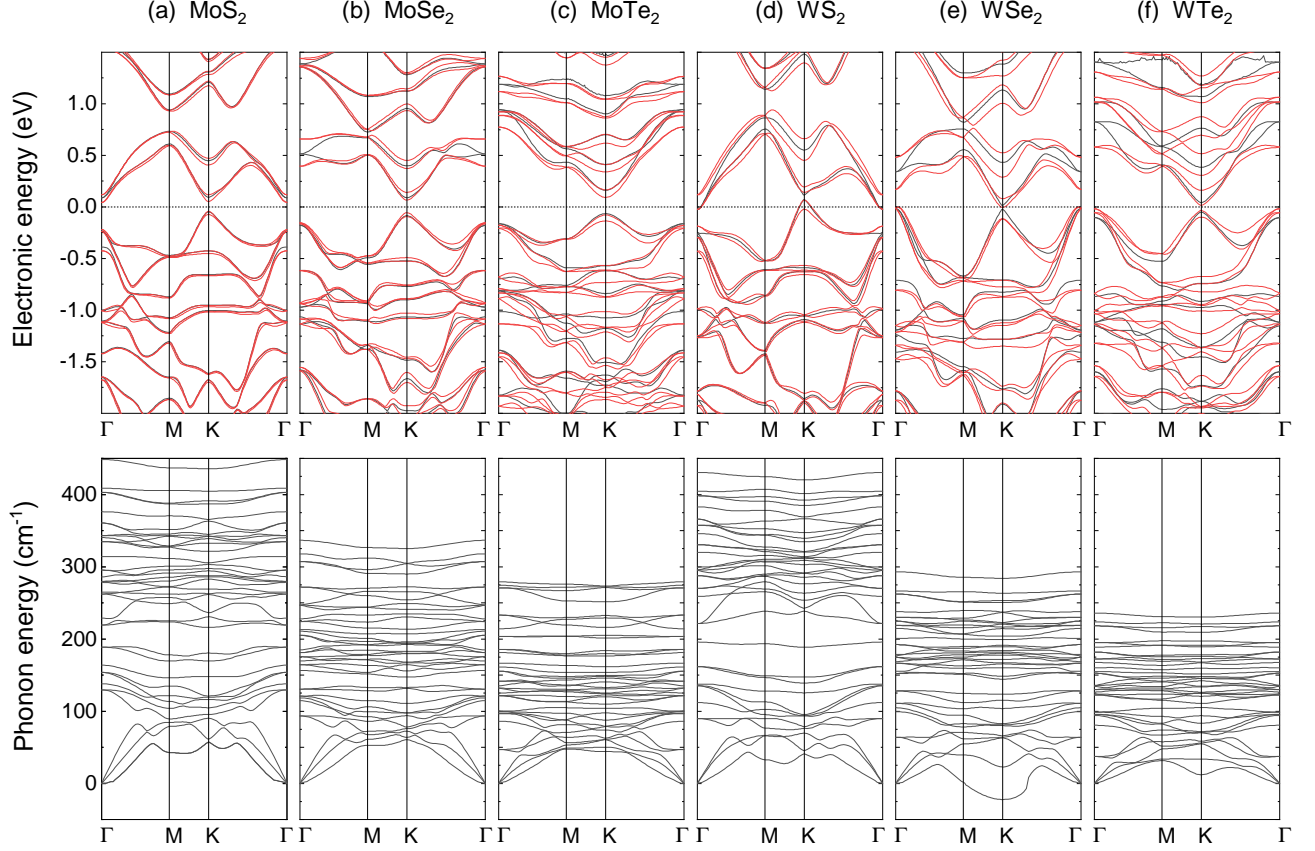 (a) MoS₂ (b) MoSe₂ (c) MoTe₂ (d) WS₂ (e) WSe₂ (f) WTe₂
Electronic energy (eV)
1.0
0.5
0.0
-0.5
-1.0
-1.5
Γ M K Γ Γ M K Γ Γ M K Γ Γ M K Γ Γ M K Γ Γ M K Γ
Phonon energy (cm⁻¹)
400
300
200
100
0
Γ M K Γ Γ M K Γ Γ M K Γ Γ M K Γ Γ M K Γ Γ M K Γ